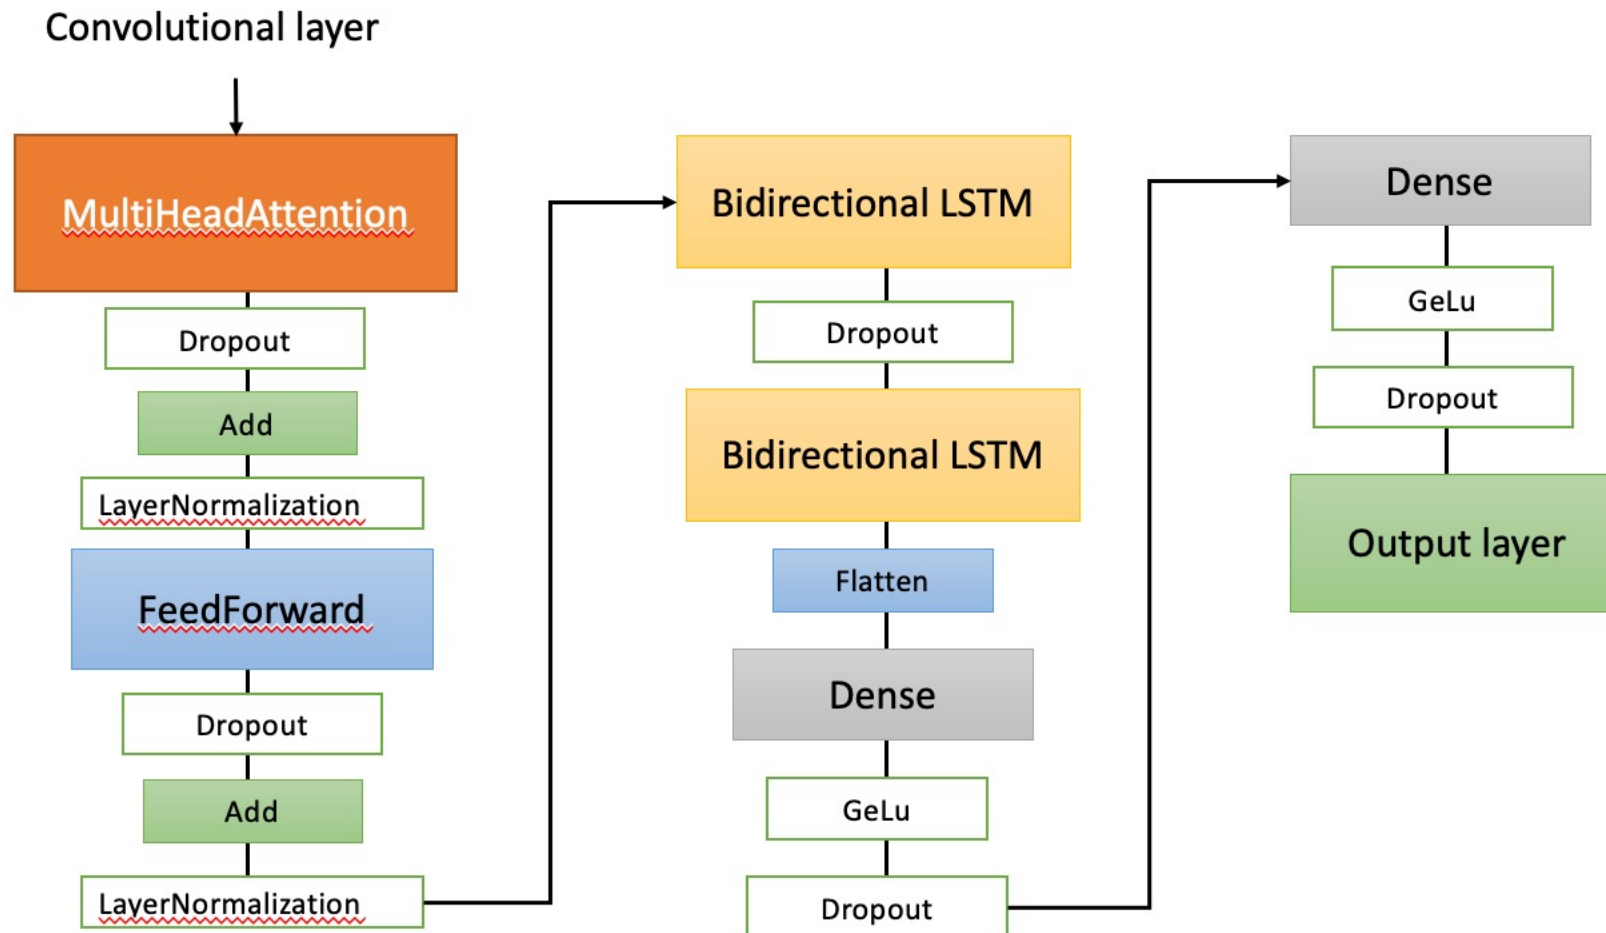 Convolutional layer
MultiHeadAttention
Dropout
Add
LayerNormalization
FeedForward
Dropout
Add
LayerNormalization
Bidirectional LSTM
Dropout
Bidirectional LSTM
Flatten
Dense
GeLu
Dropout
Dense
GeLu
Dropout
Output layer